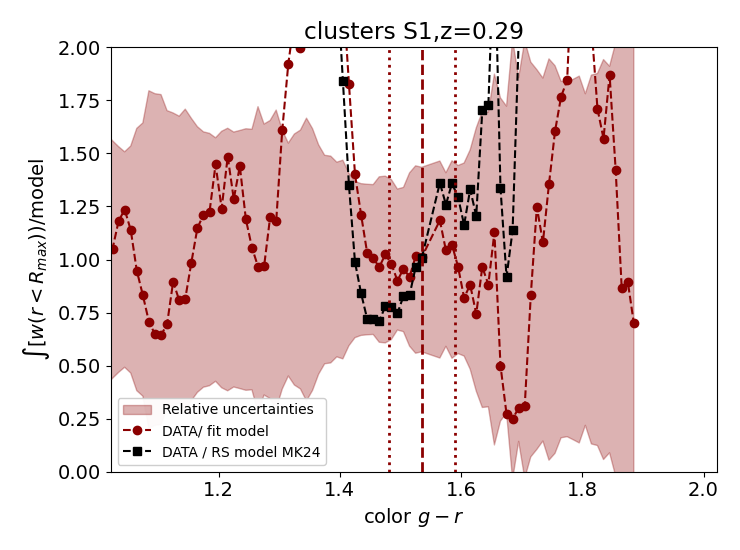 clusters S1,z=0.29
2.00
1.75
1.50
1.25
1.00
0.75
0.50
0.25
0.00
∫[w(r < R_{max}))/model
Relative uncertainties
DATA/ fit model
DATA / RS model MK24
1.2 1.4 1.6 1.8 2.0
color g − r